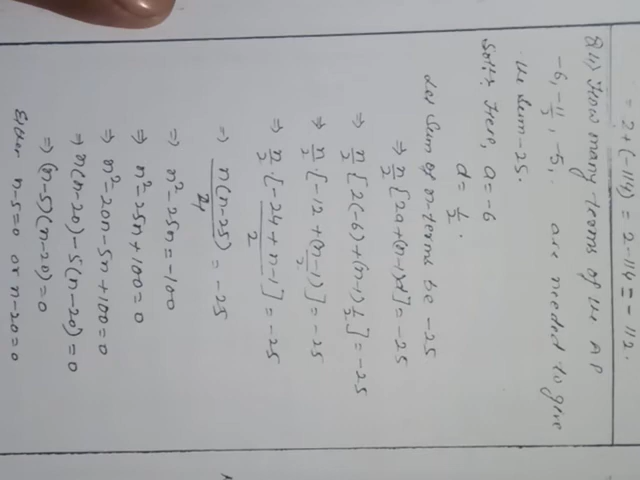 = 2+(-114) = 2-114 = -112.
Q.11) How many terms of the AP
-6, -11/2, -5, . are needed to give
the sum -25.
Soln: Here, a = -6
d = 1/2.
Let sum of n-terms be -25
⇒ n/2 [2a+(n-1)d] = -25
⇒ n/2 [2(-6)+(n-1)1/2] = -25
⇒ n/2 [-12+(n-1)/2] = -25
⇒ n/2 [(-24+n-1)/2] = -25
⇒ n(n-25)/4 = -25
⇒ n²-25n = -100
⇒ n²-25n+100 = 0
⇒ n²-20n-5n+100 = 0
⇒ n(n-20)-5(n-20) = 0
⇒ (n-5)(n-20) = 0
Either n-5=0 or n-20=0